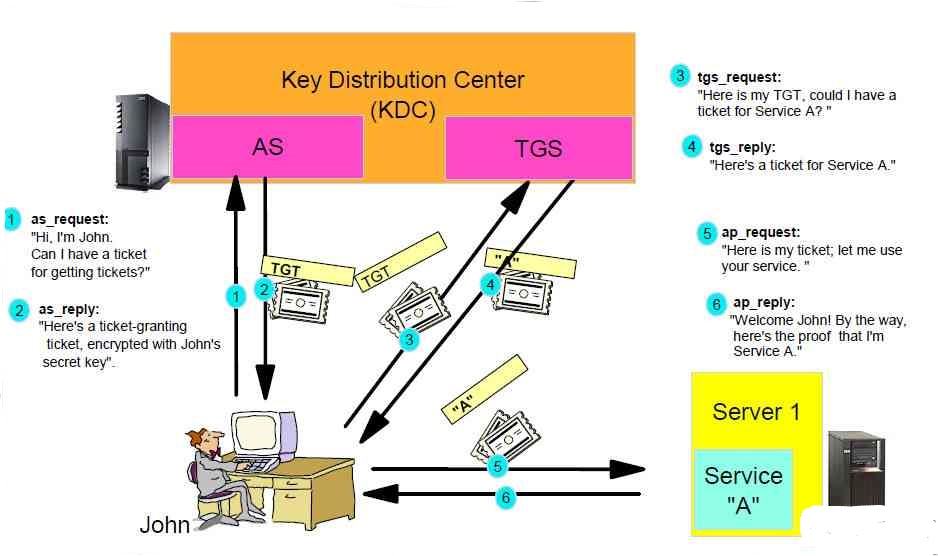 Key Distribution Center
(KDC)
AS
TGS
1
as_request:
"Hi, I'm John.
Can I have a ticket
for getting tickets?"
2
as_reply:
"Here's a ticket-granting
ticket, encrypted with John's
secret key".
3
tgs_request:
"Here is my TGT, could I have a
ticket for Service A? "
4
tgs_reply:
"Here's a ticket for Service A."
5
ap_request:
"Here is my ticket; let me use
your service. "
6
ap_reply:
"Welcome John! By the way,
here's the proof that I'm
Service A."
1
2
TGT
TGT
3
"A"
4
"A"
5
6
John
Server 1
Service
"A"